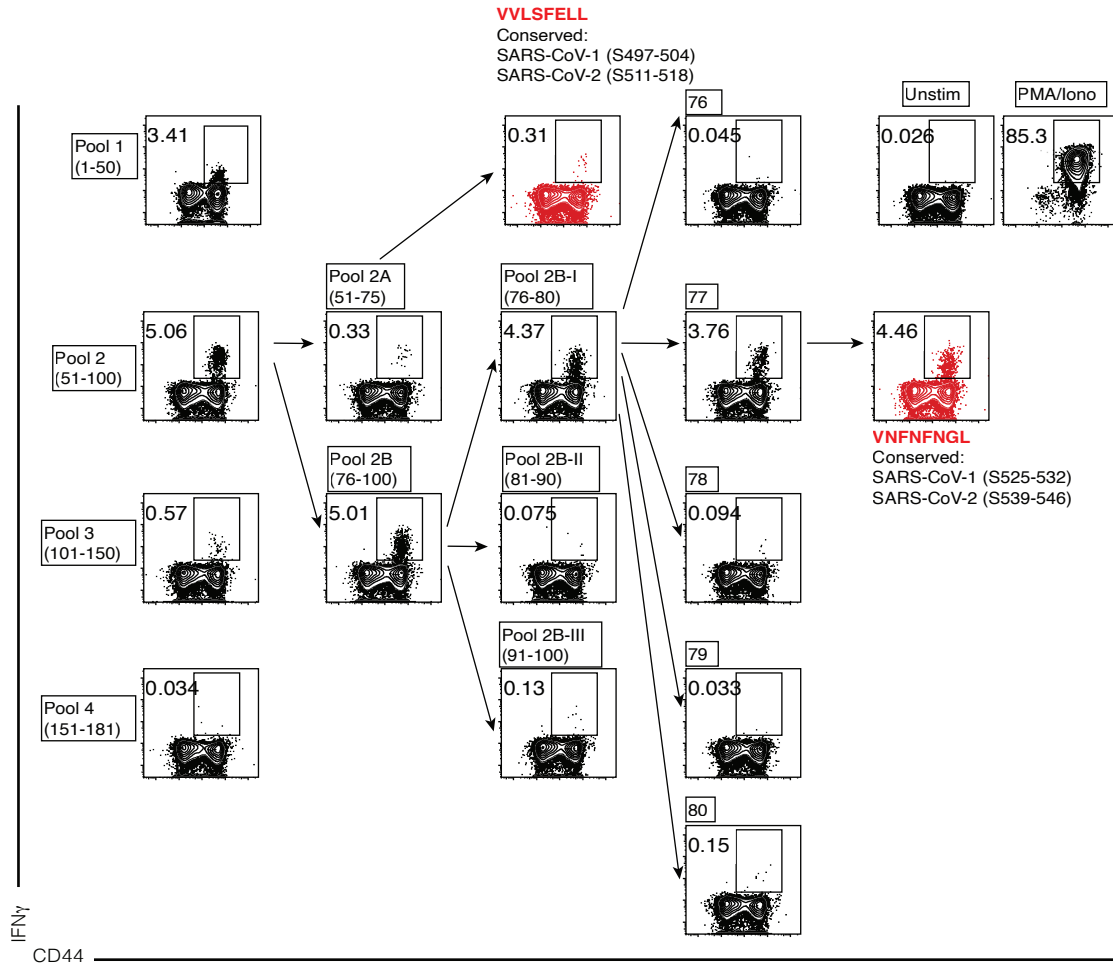 VVLSFELL
Conserved:
SARS-CoV-1 (S497-504)
SARS-CoV-2 (S511-518)
76
Unstim
PMA/Iono
Pool 1
(1-50)
3.41
0.31
0.045
0.026
85.3
Pool 2A
(51-75)
Pool 2B-I
(76-80)
77
Pool 2
(51-100)
5.06
0.33
4.37
3.76
4.46
VNFNFNGL
Conserved:
SARS-CoV-1 (S525-532)
SARS-CoV-2 (S539-546)
Pool 2B
(76-100)
Pool 2B-II
(81-90)
78
Pool 3
(101-150)
0.57
5.01
0.075
0.094
Pool 2B-III
(91-100)
79
Pool 4
(151-181)
0.034
0.13
0.033
80
0.15
IFNγ
CD44